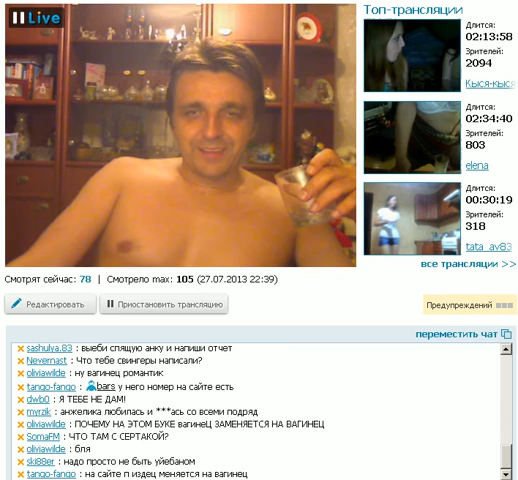 Live
Топ-трансляции
Длится:
02:13:58
Зрителей:
2094
Кыся-кыся
Длится:
02:34:40
Зрителей:
803
elena
Длится:
00:30:19
Зрителей:
318
tata_av83
все трансляции >>
Смотрят сейчас: 78 | Смотрело max: 105 (27.07.2013 22:39)
Редактировать
Приостановить трансляцию
Предупреждений
переместить чат
sashulya.83 : выеби спящую анку и напиши отчет
Nevernast : Что тебе свингеры написали?
oliviawilde : ну вагинец романтик
tango-fango : bars у него номер на сайте есть
dwb0 : Я ТЕБЕ НЕ ДАМ!
myrzik : анжелика любилась и ***ась со всеми подряд
oliviawilde : ПОЧЕМУ НА ЭТОМ БУКЕ вагинеЦ ЗАМЕНЯЕТСЯ НА ВАГИНЕЦ
SomaFM : ЧТО ТАМ С СЕРТАКОЙ?
oliviawilde : бля
ski88er : надо просто не быть уйебаном
tango-fango : на сайте п издец меняется на вагинец